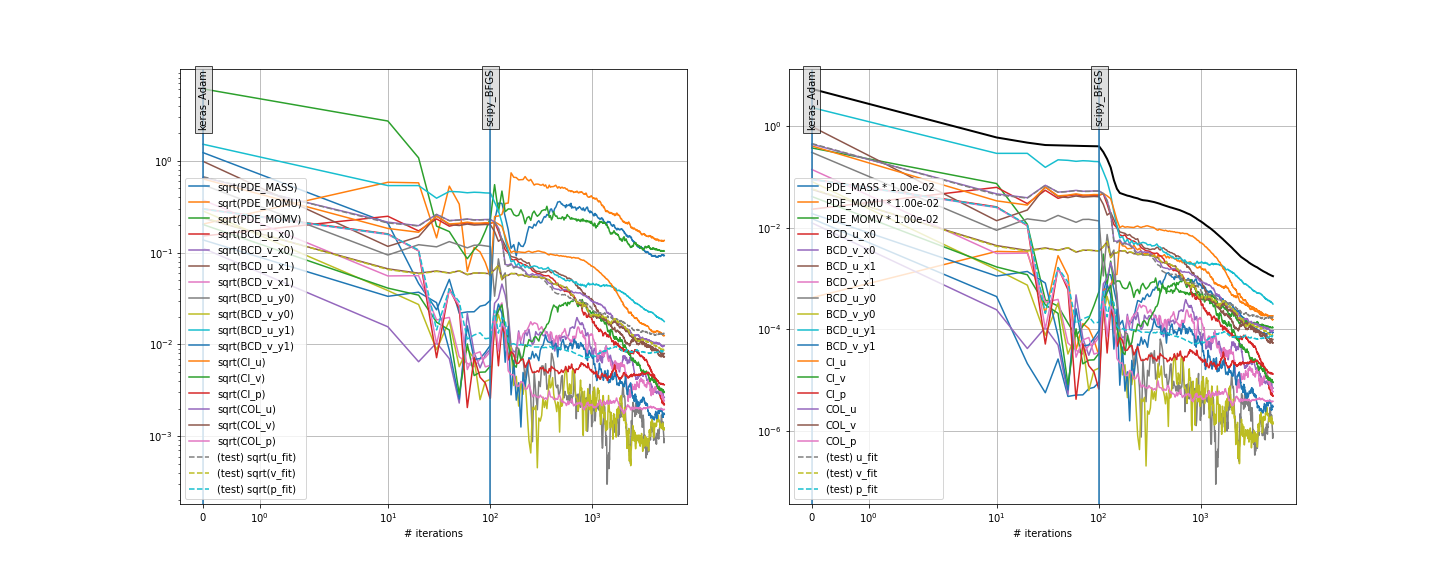 keras_Adam
scipy_BFGS
10⁰
10⁻¹
10⁻²
10⁻³
sqrt(PDE_MASS)
sqrt(PDE_MOMU)
sqrt(PDE_MOMV)
sqrt(BCD_u_x0)
sqrt(BCD_v_x0)
sqrt(BCD_u_x1)
sqrt(BCD_v_x1)
sqrt(BCD_u_y0)
sqrt(BCD_v_y0)
sqrt(BCD_u_y1)
sqrt(BCD_v_y1)
sqrt(CI_u)
sqrt(CI_v)
sqrt(CI_p)
sqrt(COL_u)
sqrt(COL_v)
sqrt(COL_p)
(test) sqrt(u_fit)
(test) sqrt(v_fit)
(test) sqrt(p_fit)
0 10⁰ 10¹ 10² 10³
# iterations
keras_Adam
scipy_BFGS
10⁰
10⁻²
10⁻⁴
10⁻⁶
PDE_MASS * 1.00e-02
PDE_MOMU * 1.00e-02
PDE_MOMV * 1.00e-02
BCD_u_x0
BCD_v_x0
BCD_u_x1
BCD_v_x1
BCD_u_y0
BCD_v_y0
BCD_u_y1
BCD_v_y1
CI_u
CI_v
CI_p
COL_u
COL_v
COL_p
(test) u_fit
(test) v_fit
(test) p_fit
0 10⁰ 10¹ 10² 10³
# iterations